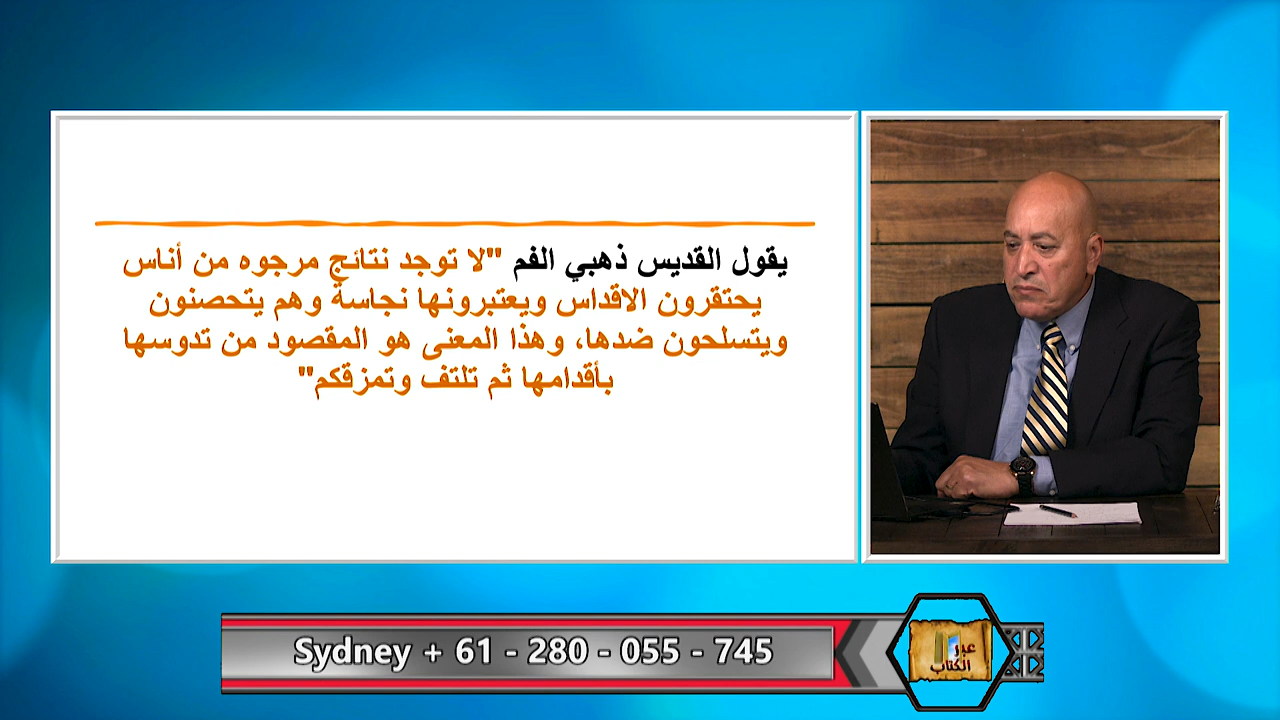 يقول القديس ذهبي الفم "لا توجد نتائج مرجوه من أناس
يحتقرون الاقداس ويعتبرونها نجاسة وهم يتحصنون
ويتسلحون ضدها، وهذا المعنى هو المقصود من تدوسها
بأقدامها ثم تلتف وتمزقكم"
Sydney + 61 - 280 - 055 - 745
عبر
الكتاب